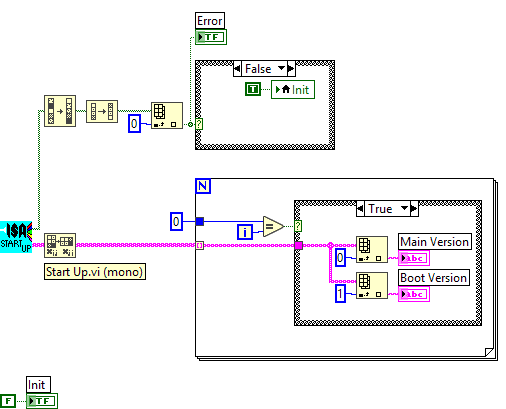 Error
TF
False
T Init
0
?
N
ISA
START
UP
0
i
=
?
True
Main Version
0
abc
Boot Version
1
abc
Start Up.vi (mono)
Init
F
TF